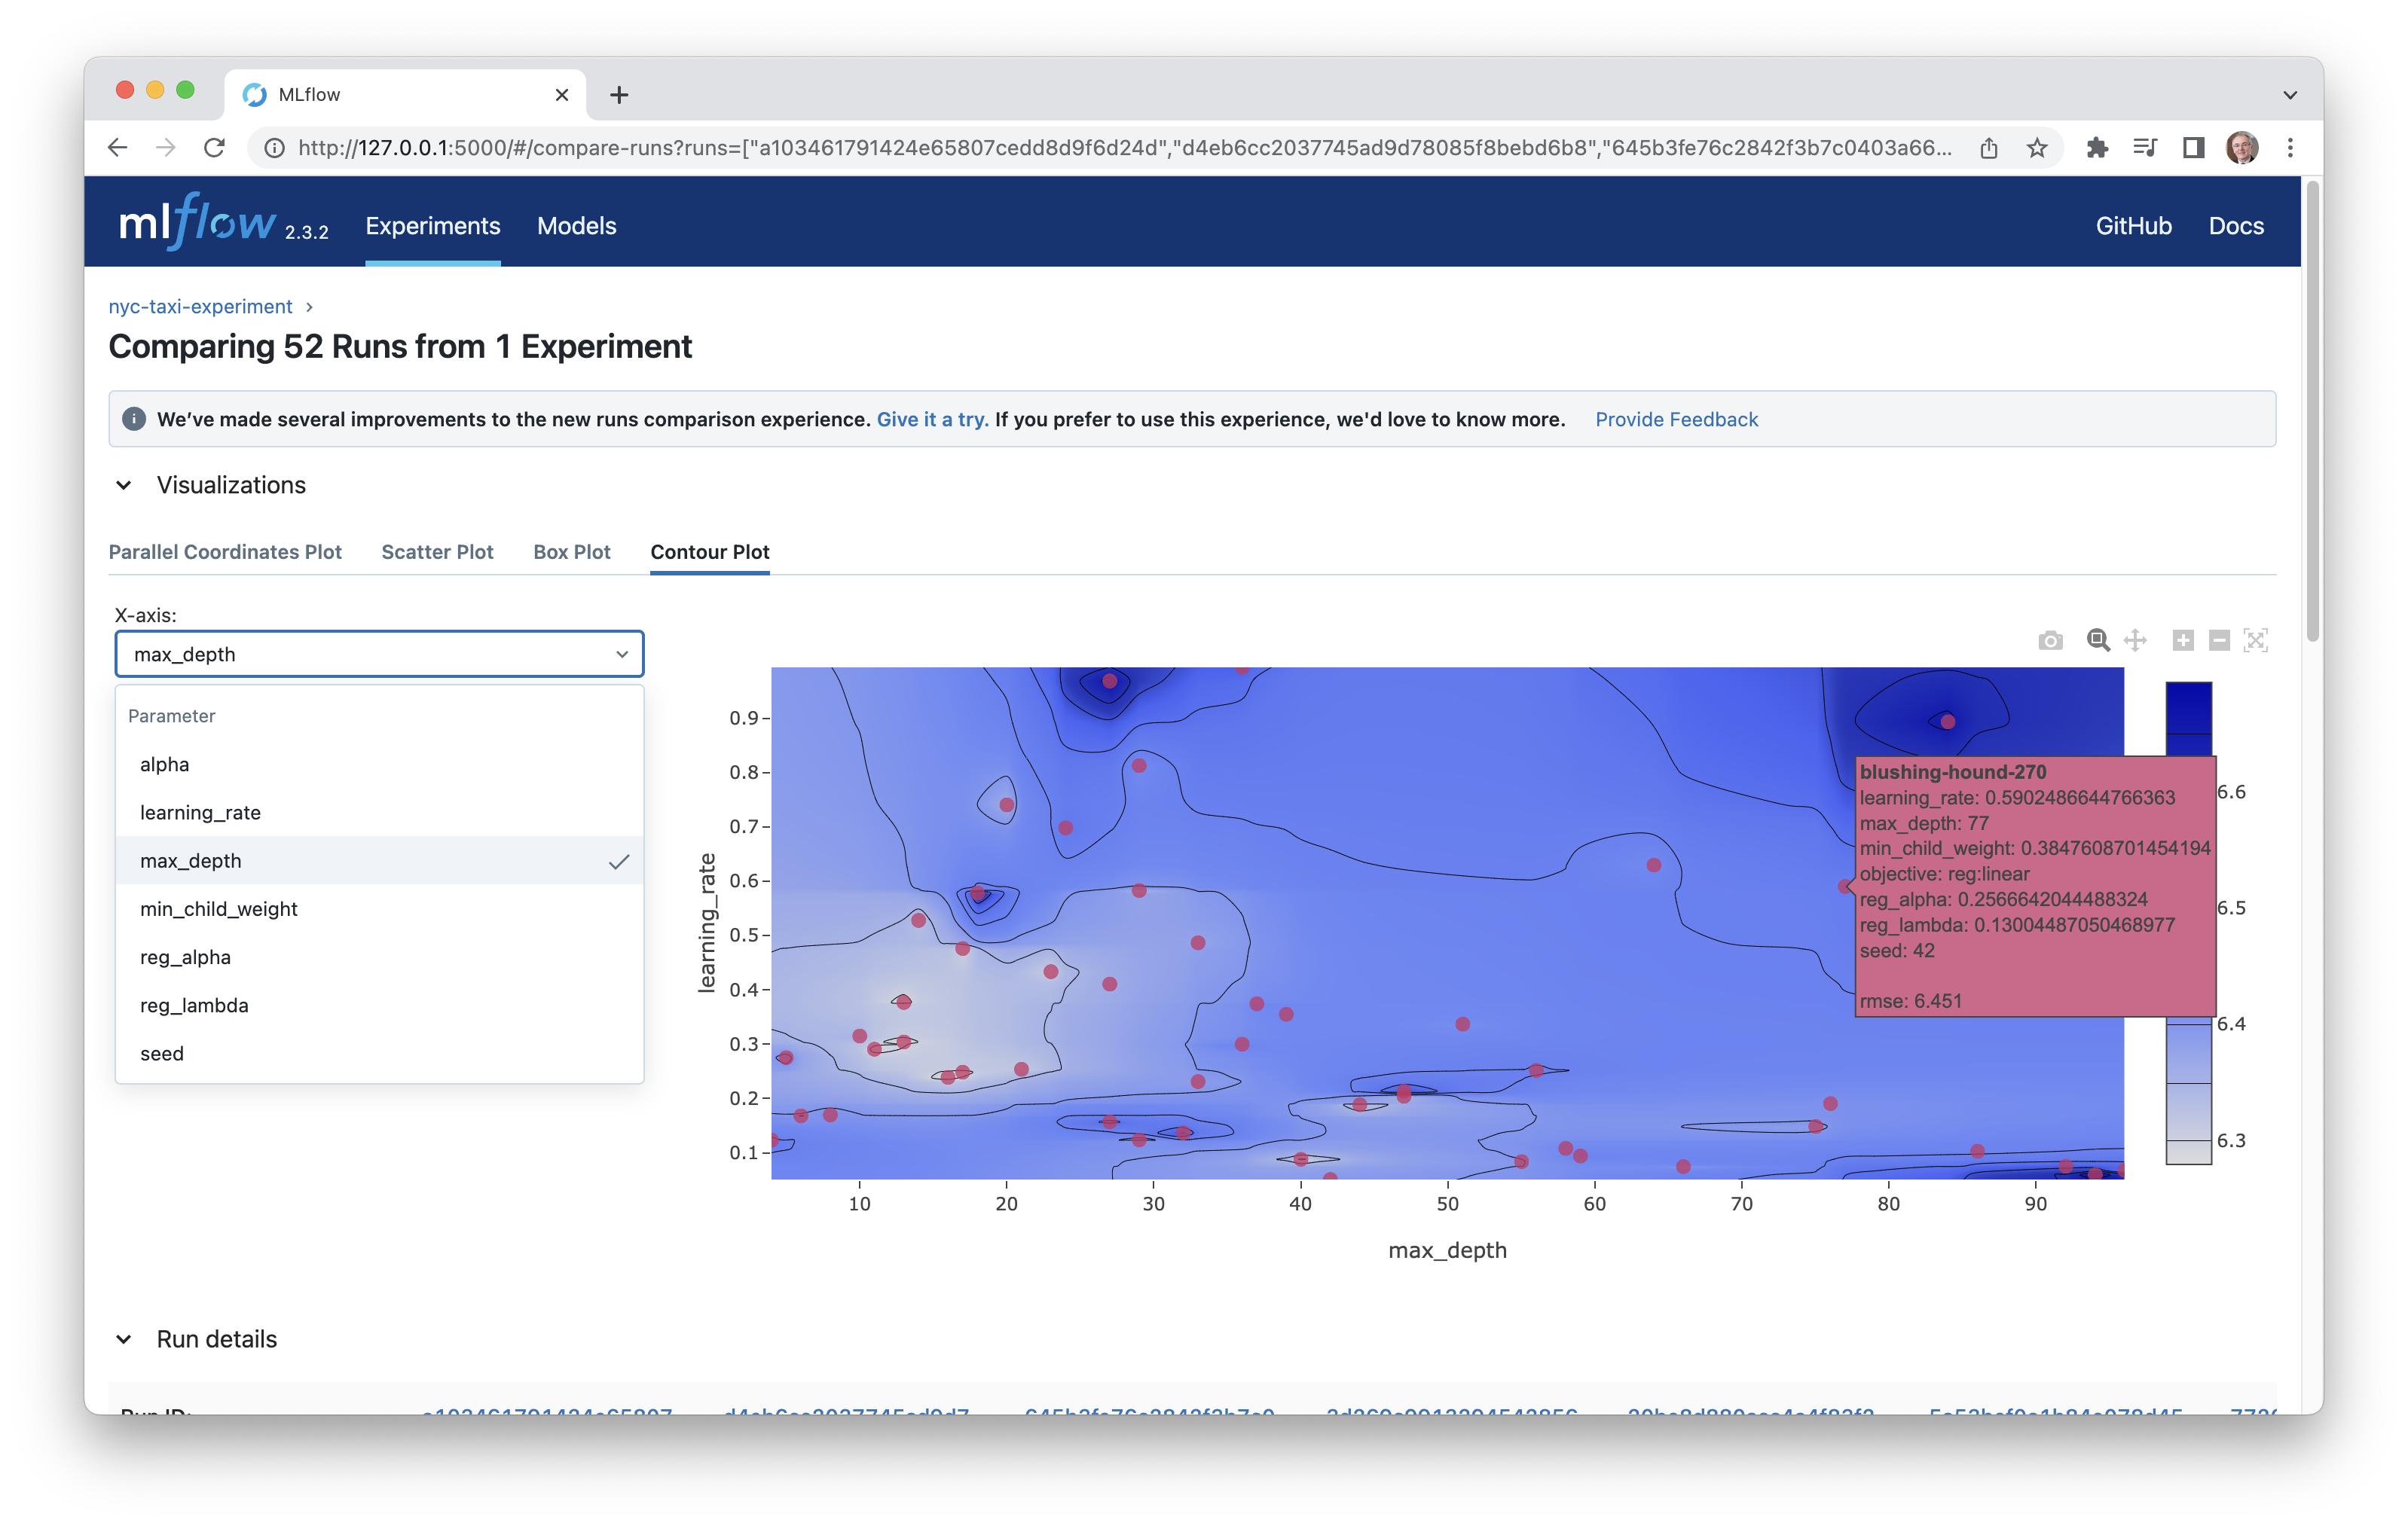 MLflow
http://127.0.0.1:5000/#/compare-runs?runs=["a103461791424e65807cedd8d9f6d24d","d4eb6cc2037745ad9d78085f8bebd6b8","645b3fe76c2842f3b7c0403a66...
mlflow 2.3.2 Experiments Models GitHub Docs
nyc-taxi-experiment
Comparing 52 Runs from 1 Experiment
We’ve made several improvements to the new runs comparison experience. Give it a try. If you prefer to use this experience, we'd love to know more. Provide Feedback
Visualizations
Parallel Coordinates Plot Scatter Plot Box Plot Contour Plot
X-axis:
max_depth
Parameter
alpha
learning_rate
max_depth
min_child_weight
reg_alpha
reg_lambda
seed
learning_rate
0.9
0.8
0.7
0.6
0.5
0.4
0.3
0.2
0.1
10 20 30 40 50 60 70 80 90
max_depth
blushing-hound-270
learning_rate: 0.5902486644766363
max_depth: 77
min_child_weight: 0.3847608701454194
objective: reg:linear
reg_alpha: 0.2566642044488324
reg_lambda: 0.13004487050468977
seed: 42
rmse: 6.451
6.6
6.5
6.4
6.3
Run details
Run ID: